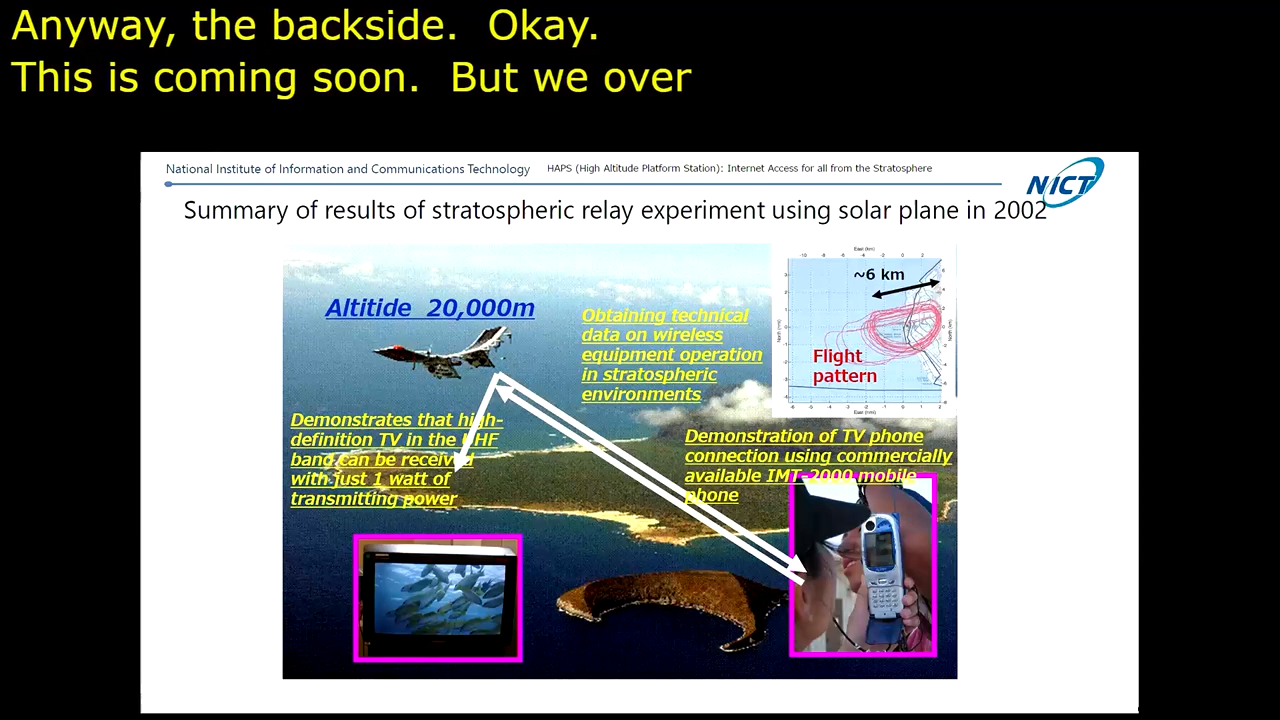 Anyway, the backside.  Okay.
This is coming soon.  But we over
National Institute of Information and Communications Technology
HAPS (High Altitude Platform Station): Internet Access for all from the Stratosphere
NICT
Summary of results of stratospheric relay experiment using solar plane in 2002
Altitide 20,000m
Obtaining technical
data on wireless
equipment operation
in stratospheric
environments
~6 km
Flight
pattern
Demonstrates that high-
definition TV in the UHF
band can be received
with just 1 watt of
transmitting power
Demonstration of TV phone
connection using commercially
available IMT-2000 mobile
phone